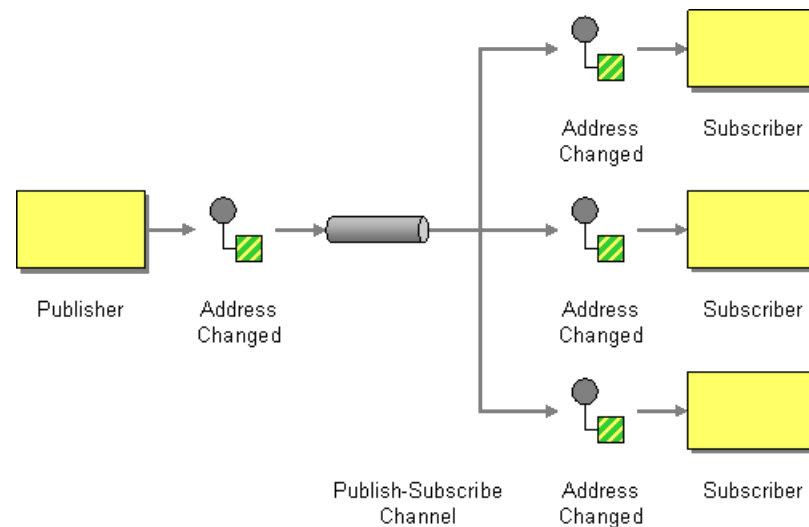 Address
Changed
Subscriber
Publisher
Address
Changed
Address
Changed
Subscriber
Publish-Subscribe
Channel
Address
Changed
Subscriber